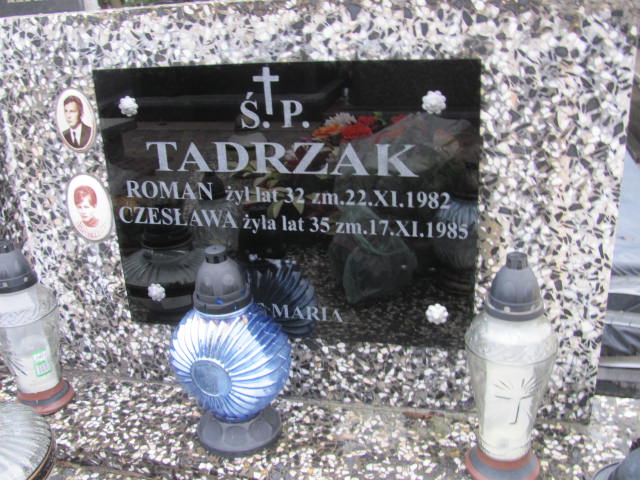 Ś. P.
TADRZAK
ROMAN żył lat 32 zm.22.XI.1982
CZESŁAWA żyła lat 35 zm.17.XI.1985
MARIA